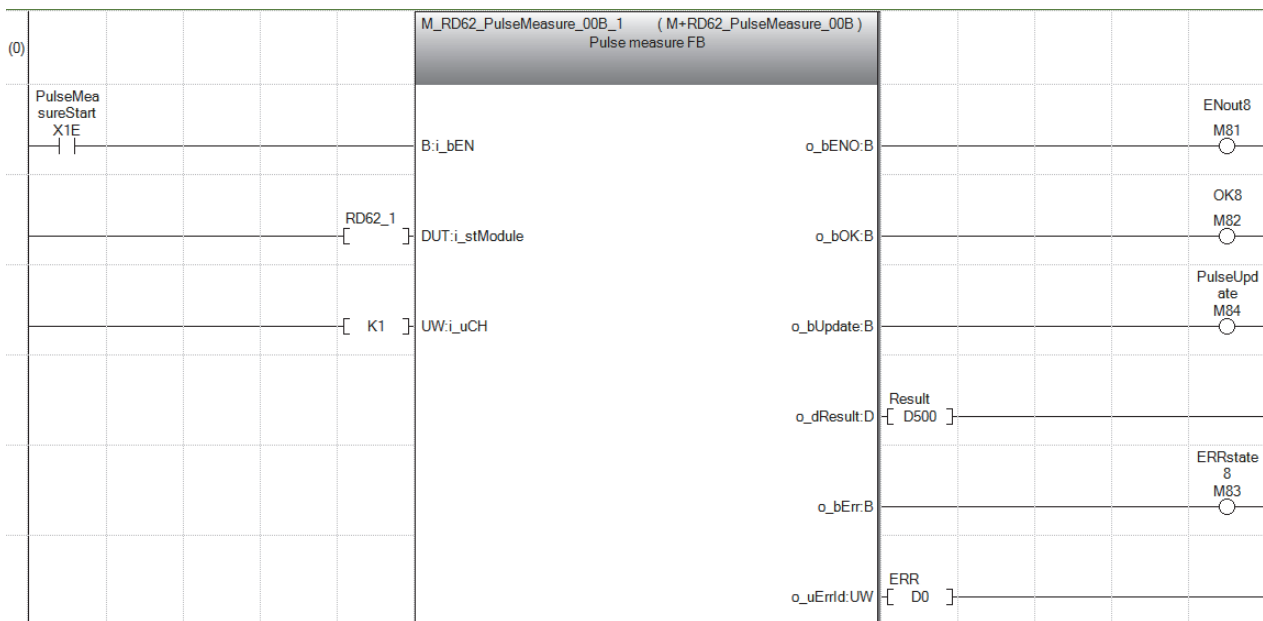 M_RD62_PulseMeasure_00B_1 ( M+RD62_PulseMeasure_00B )
Pulse measure FB
(0)
PulseMea
sureStart
X1E
B:i_bEN
o_bENO:B
ENout8
M81
RD62_1
DUT:i_stModule
o_bOK:B
OK8
M82
K1
UW:i_uCH
o_bUpdate:B
PulseUpd
ate
M84
o_dResult:D
Result
D500
o_bErr:B
ERRstate
8
M83
o_uErrId:UW
ERR
D0